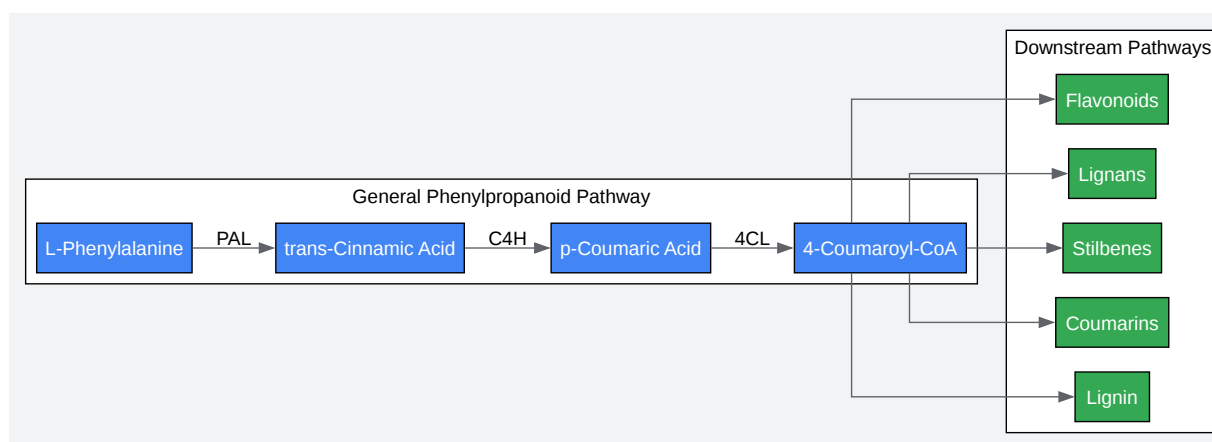 Downstream Pathways
Flavonoids
Lignans
General Phenylpropanoid Pathway
L-Phenylalanine
PAL
trans-Cinnamic Acid
C4H
p-Coumaric Acid
4CL
4-Coumaroyl-CoA
Stilbenes
Coumarins
Lignin